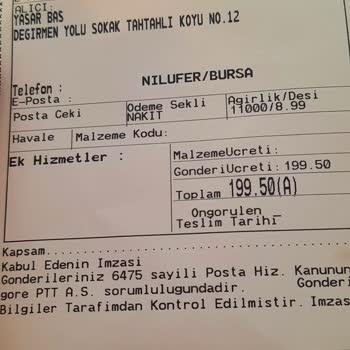 ALICI:
YASAR BAS
DEGIRMEN YOLU SOKAK TAHTAHLI KOYU NO.12
NILUFER/BURSA
Telefon :
E-Posta :
Posta Ceki
Odeme Sekli
NAKIT
Agirlik/Desi
11000/8.99
Havale
Malzeme Kodu:
Ek Hizmetler :
MalzemeUcreti:
GonderiUcreti: 199.50
Toplam 199.50(A)
Ongorulen
Teslim Tarihi
Kapsam
Kabul Edenin Imzasi
Gonderileriniz 6475 sayili Posta Hiz. Kanunun
gore PTT A.S. sorumlulugundadir. Gonderi
Bilgiler Tarafimdan Kontrol Edilmistir. Imzas